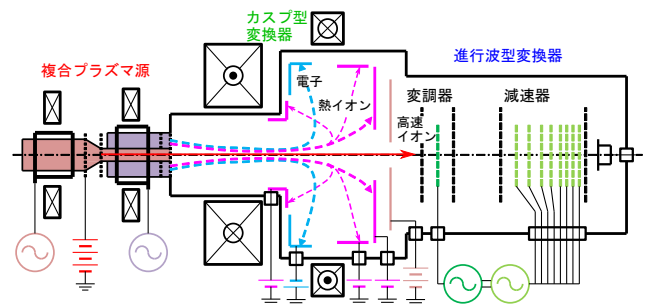 カスプ型
変換器
進行波型変換器
複合プラズマ源
電子
熱イオン
変調器
減速器
高速
イオン